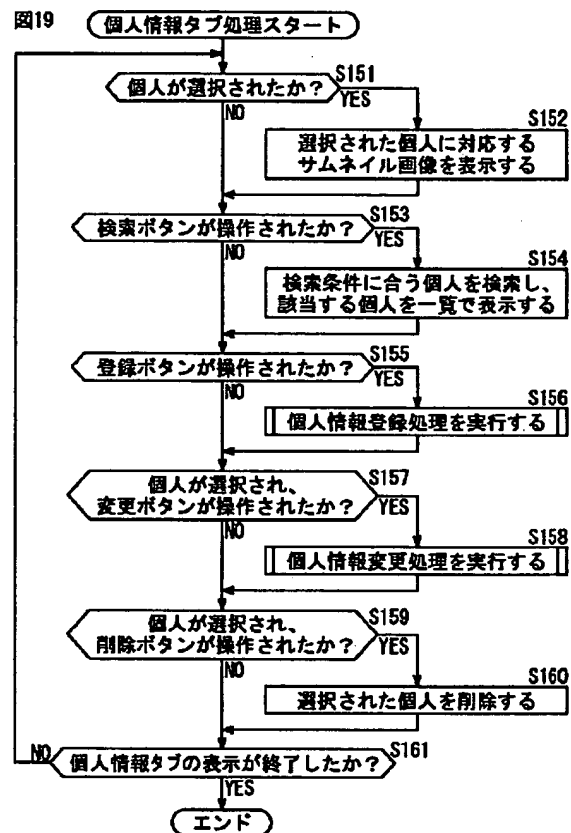 図19
個人情報タブ処理スタート
S151
個人が選択されたか?
YES
NO
S152
選択された個人に対応する
サムネイル画像を表示する
S153
検索ボタンが操作されたか?
YES
NO
S154
検索条件に合う個人を検索し、
該当する個人を一覧で表示する
S155
登録ボタンが操作されたか?
YES
NO
S156
個人情報登録処理を実行する
S157
個人が選択され、
変更ボタンが操作されたか?
YES
NO
S158
個人情報変更処理を実行する
S159
個人が選択され、
削除ボタンが操作されたか?
YES
NO
S160
選択された個人を削除する
S161
NO
個人情報タブの表示が終了したか?
YES
エンド